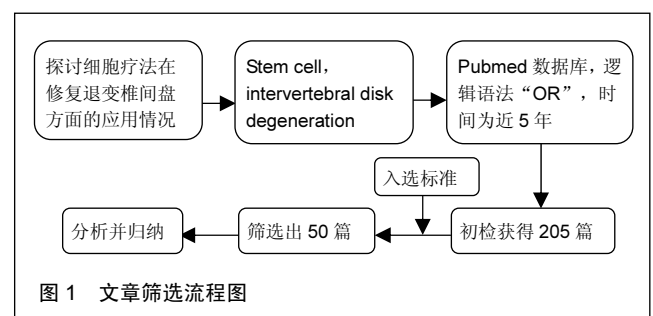 探讨细胞疗法在
修复退变椎间盘
方面的应用情况
Stem cell，
intervertebral disk
degeneration
Pubmed 数据库，逻
辑语法“OR”，时
间为近 5 年
入选标准
分析并归纳
筛选出 50 篇
初检获得 205 篇
图 1 文章筛选流程图